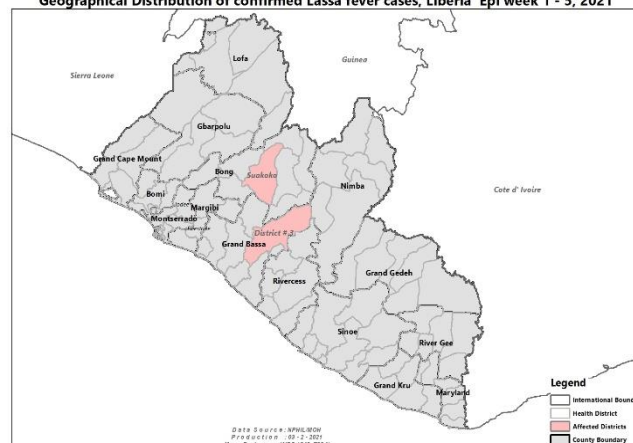 Geographical Distribution of confirmed Lassa fever cases, Liberia Epi week 1 - 5, 2021
Lofa
Guinea
Sierra Leone
Gbarpolu
Grand Cape Mount
Bong
Suakoko
Nimba
Cote d' Ivoire
Bomi
Margibi
Montserrado
District # 3
Grand Bassa
Grand Gedeh
Rivercess
Sinoe
River Gee
Grand Kru
Maryland
Legend
International Bound
Health District
Affected Districts
County Boundary
Data Source: NPHIL/MOH